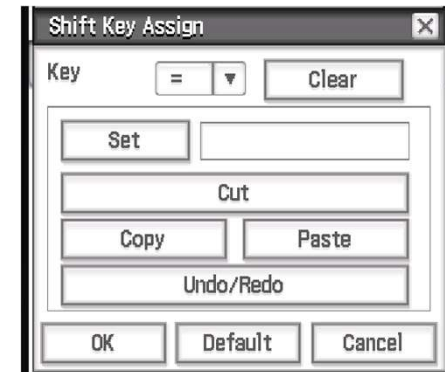 Shift Key Assign
Key = ▼ Clear
Set
Cut
Copy Paste
Undo/Redo
OK Default Cancel